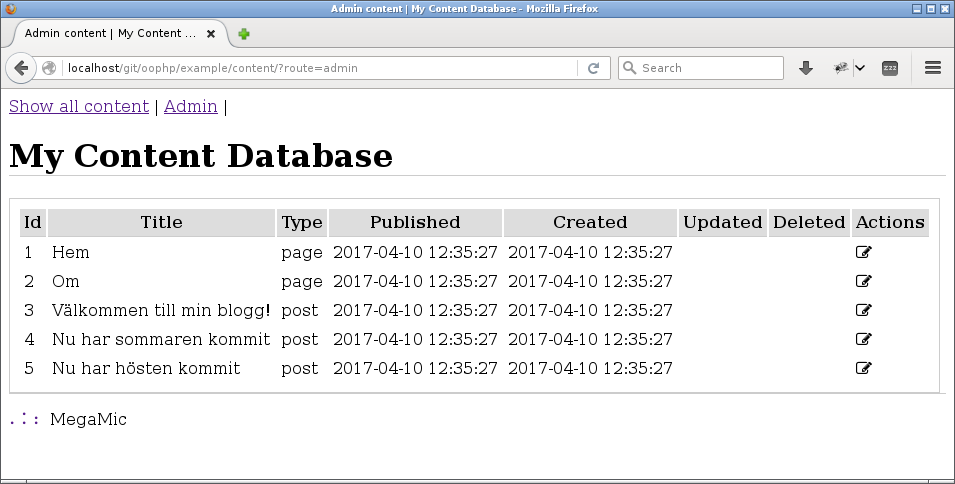 Admin content | My Content Database - Mozilla Firefox
Admin content | My Content ...
localhost/git/oophp/example/content/?route=admin Search zzz
Show all content | Admin |
My Content Database
Id Title Type Published Created Updated Deleted Actions
1 Hem page 2017-04-10 12:35:27 2017-04-10 12:35:27
2 Om page 2017-04-10 12:35:27 2017-04-10 12:35:27
3 Välkommen till min blogg! post 2017-04-10 12:35:27 2017-04-10 12:35:27
4 Nu har sommaren kommit post 2017-04-10 12:35:27 2017-04-10 12:35:27
5 Nu har hösten kommit post 2017-04-10 12:35:27 2017-04-10 12:35:27
.:: MegaMic